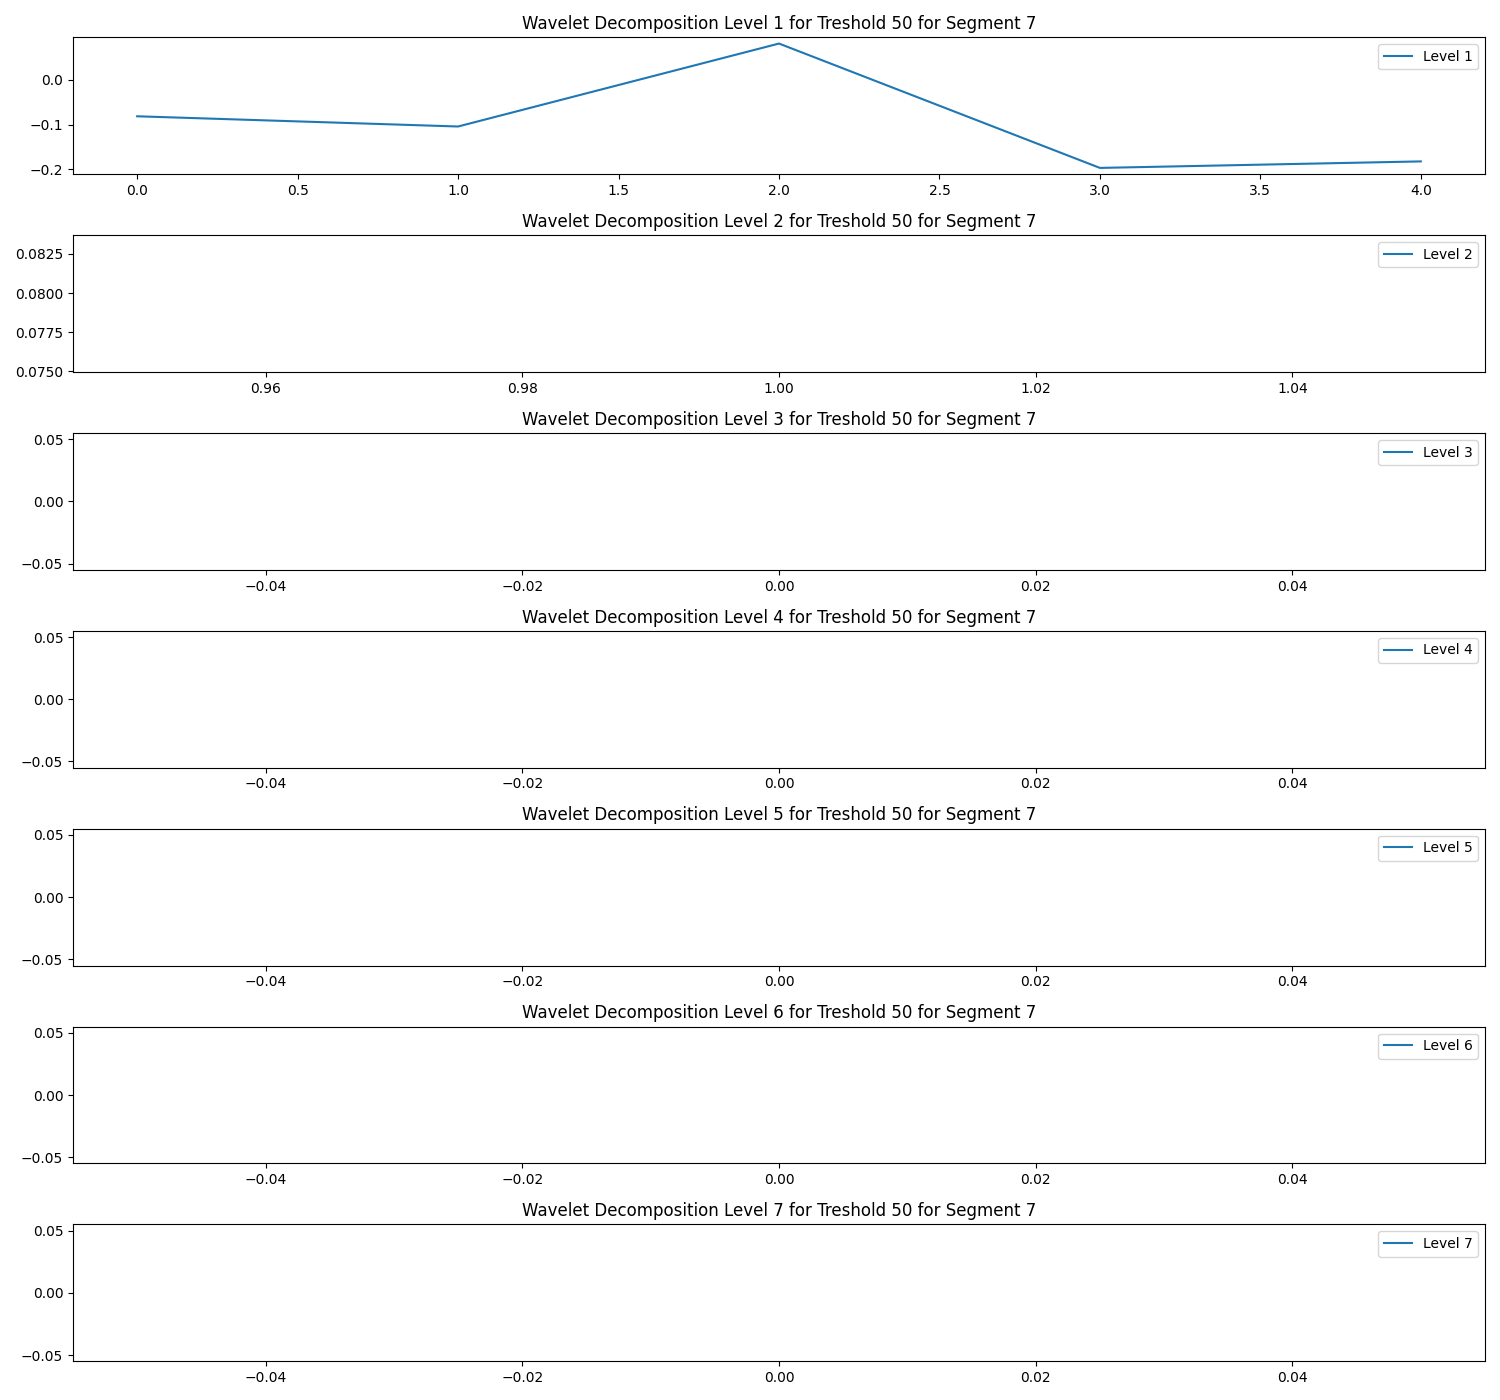 Wavelet Decomposition Level 1 for Treshold 50 for Segment 7
Level 1
0.0
−0.1
−0.2
0.0 0.5 1.0 1.5 2.0 2.5 3.0 3.5 4.0
Wavelet Decomposition Level 2 for Treshold 50 for Segment 7
Level 2
0.0825
0.0800
0.0775
0.0750
0.96 0.98 1.00 1.02 1.04
Wavelet Decomposition Level 3 for Treshold 50 for Segment 7
Level 3
0.05
0.00
−0.05
−0.04 −0.02 0.00 0.02 0.04
Wavelet Decomposition Level 4 for Treshold 50 for Segment 7
Level 4
0.05
0.00
−0.05
−0.04 −0.02 0.00 0.02 0.04
Wavelet Decomposition Level 5 for Treshold 50 for Segment 7
Level 5
0.05
0.00
−0.05
−0.04 −0.02 0.00 0.02 0.04
Wavelet Decomposition Level 6 for Treshold 50 for Segment 7
Level 6
0.05
0.00
−0.05
−0.04 −0.02 0.00 0.02 0.04
Wavelet Decomposition Level 7 for Treshold 50 for Segment 7
Level 7
0.05
0.00
−0.05
−0.04 −0.02 0.00 0.02 0.04